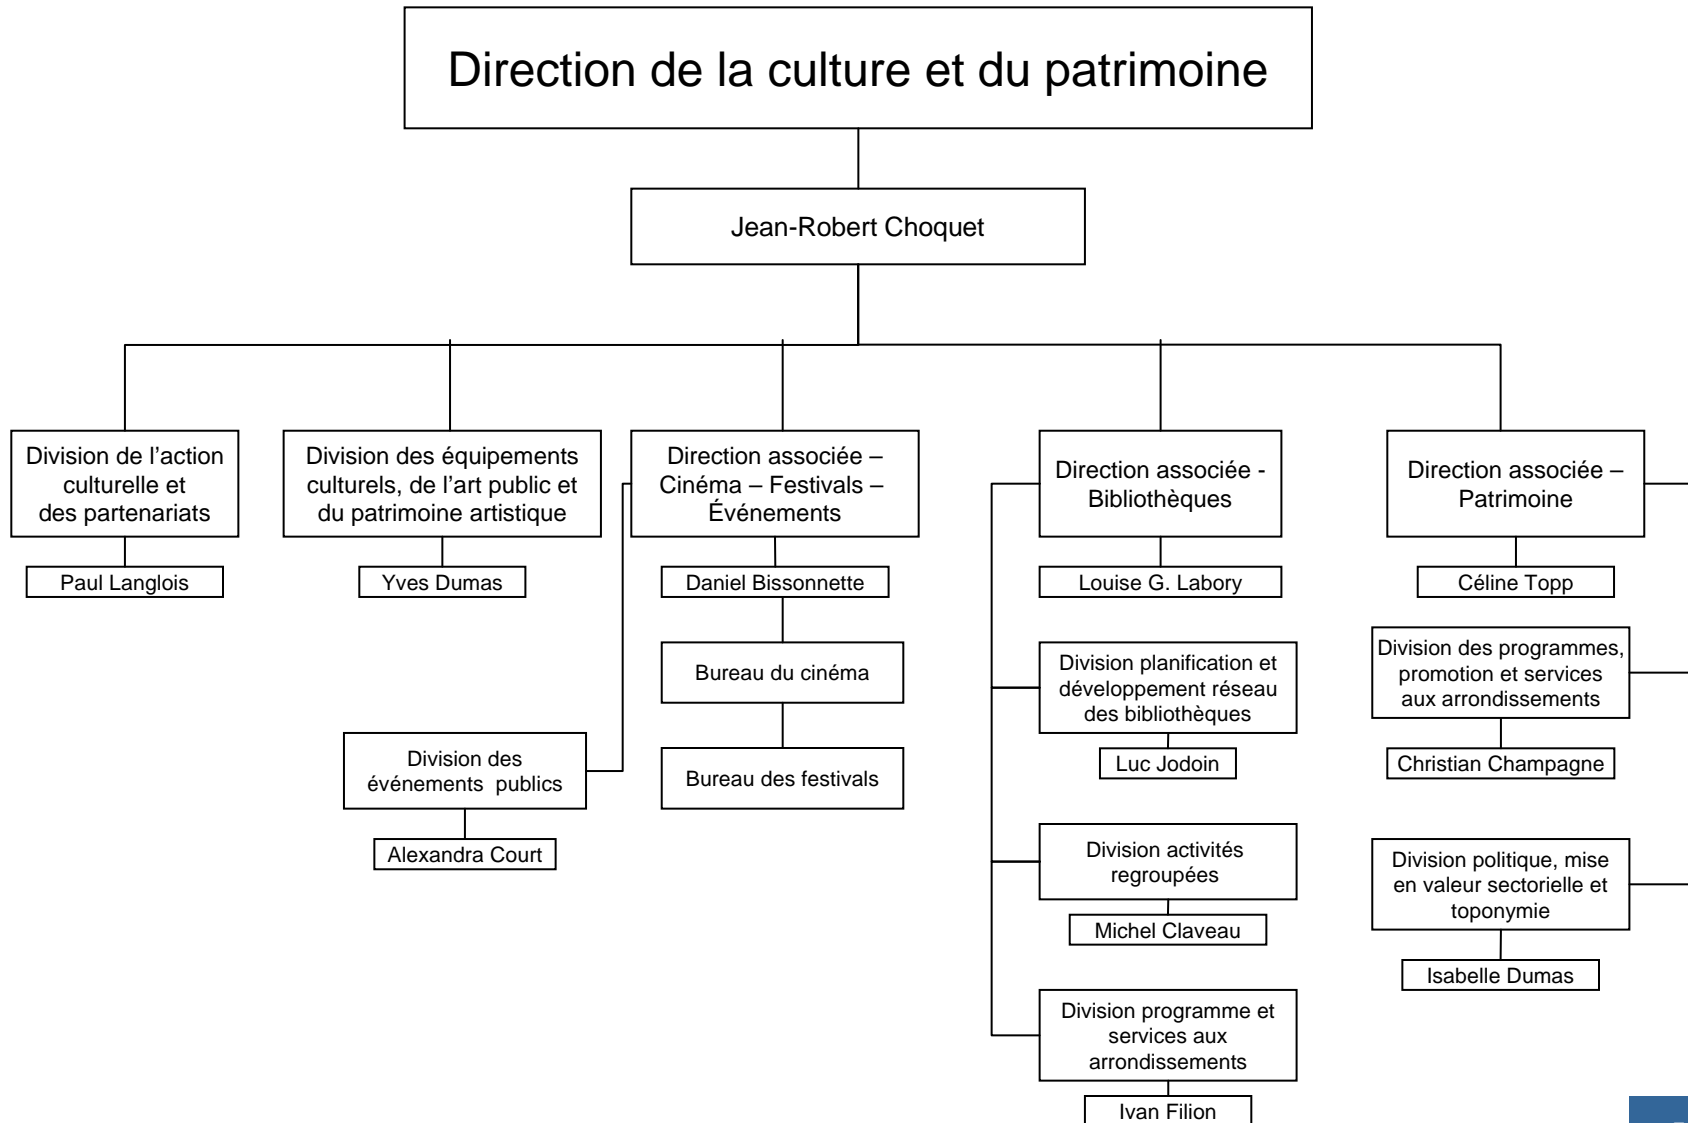 Direction de la culture et du patrimoine
Jean-Robert Choquet
Division de l’action
culturelle et
des partenariats
Paul Langlois
Division des équipements
culturels, de l’art public et
du patrimoine artistique
Yves Dumas
Direction associée –
Cinéma – Festivals –
Événements
Daniel Bissonnette
Bureau du cinéma
Bureau des festivals
Division des
événements  publics
Alexandra Court
Direction associée -
Bibliothèques
Louise G. Labory
Division planification et
développement réseau
des bibliothèques
Luc Jodoin
Division activités
regroupées
Michel Claveau
Division programme et
services aux
arrondissements
Ivan Filion
Direction associée –
Patrimoine
Céline Topp
Division des programmes,
promotion et services
aux arrondissements
Christian Champagne
Division politique, mise
en valeur sectorielle et
toponymie
Isabelle Dumas